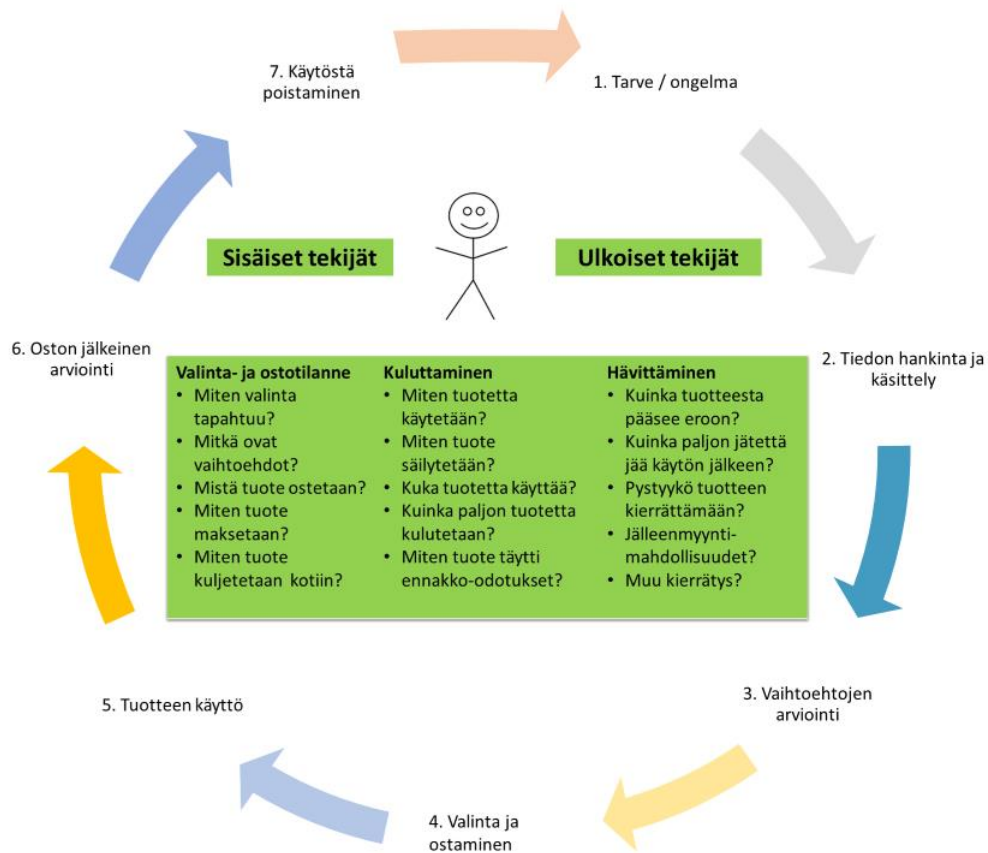 7. Käytöstä
poistaminen
1. Tarve / ongelma
Sisäiset tekijät
Ulkoiset tekijät
6. Oston jälkeinen
arviointi
2. Tiedon hankinta ja
käsittely
Valinta- ja ostotilanne
• Miten valinta
tapahtuu?
• Mitkä ovat
vaihtoehdot?
• Mistä tuote ostetaan?
• Miten tuote
maksetaan?
• Miten tuote
kuljetetaan kotiin?
Kuluttaminen
• Miten tuotetta
käytetään?
• Miten tuote
säilytetään?
• Kuka tuotetta käyttää?
• Kuinka paljon tuotetta
kulutetaan?
• Miten tuote täytti
ennakko-odotukset?
Hävittäminen
• Kuinka tuotteesta
pääsee eroon?
• Kuinka paljon jätettä
jää käytön jälkeen?
• Pystyykö tuotteen
kierrättämään?
• Jälleenmyynti-
mahdollisuudet?
• Muu kierrätys?
5. Tuotteen käyttö
3. Vaihtoehtojen
arviointi
4. Valinta ja
ostaminen